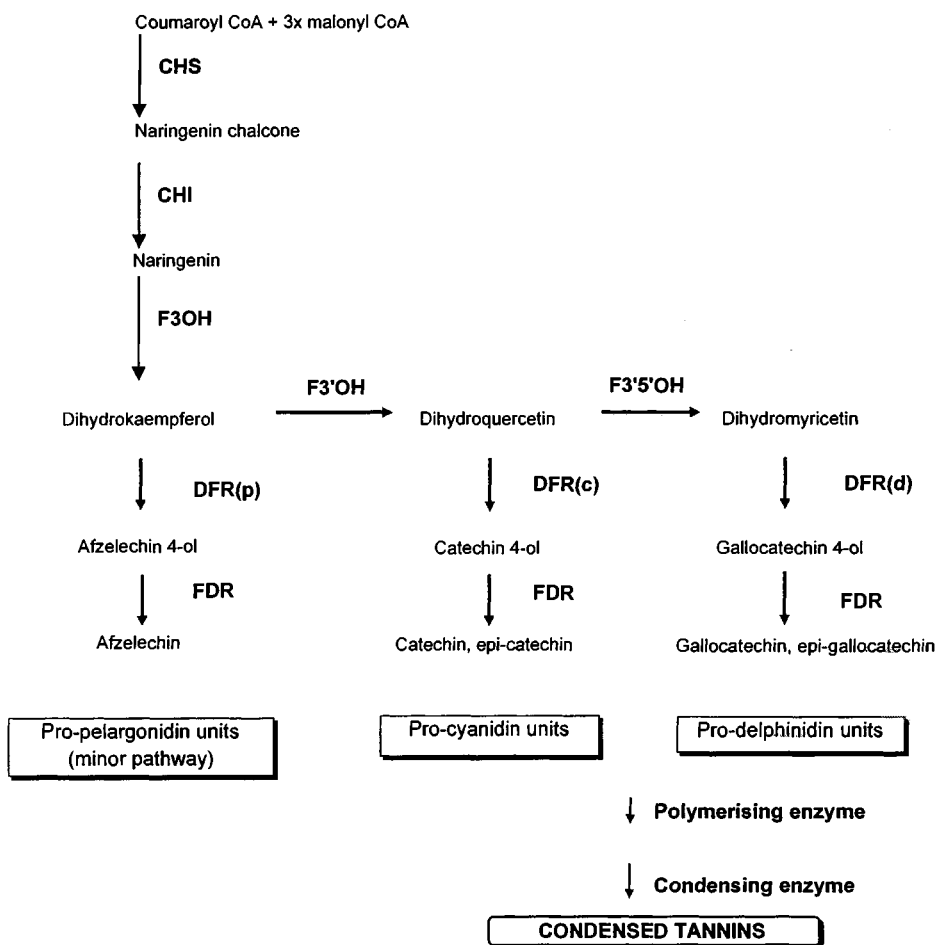 Coumaroyl CoA + 3x malonyl CoA
CHS
Naringenin chalcone
CHI
Naringenin
F3OH
F3'OH
F3'5'OH
Dihydrokaempferol
Dihydroquercetin
Dihydromyricetin
DFR(p)
DFR(c)
DFR(d)
Afzelechin 4-ol
Catechin 4-ol
Gallocatechin 4-ol
FDR
FDR
FDR
Afzelechin
Catechin, epi-catechin
Gallocatechin, epi-gallocatechin
Pro-pelargonidin units
(minor pathway)
Pro-cyanidin units
Pro-delphinidin units
Polymerising enzyme
Condensing enzyme
CONDENSED TANNINS